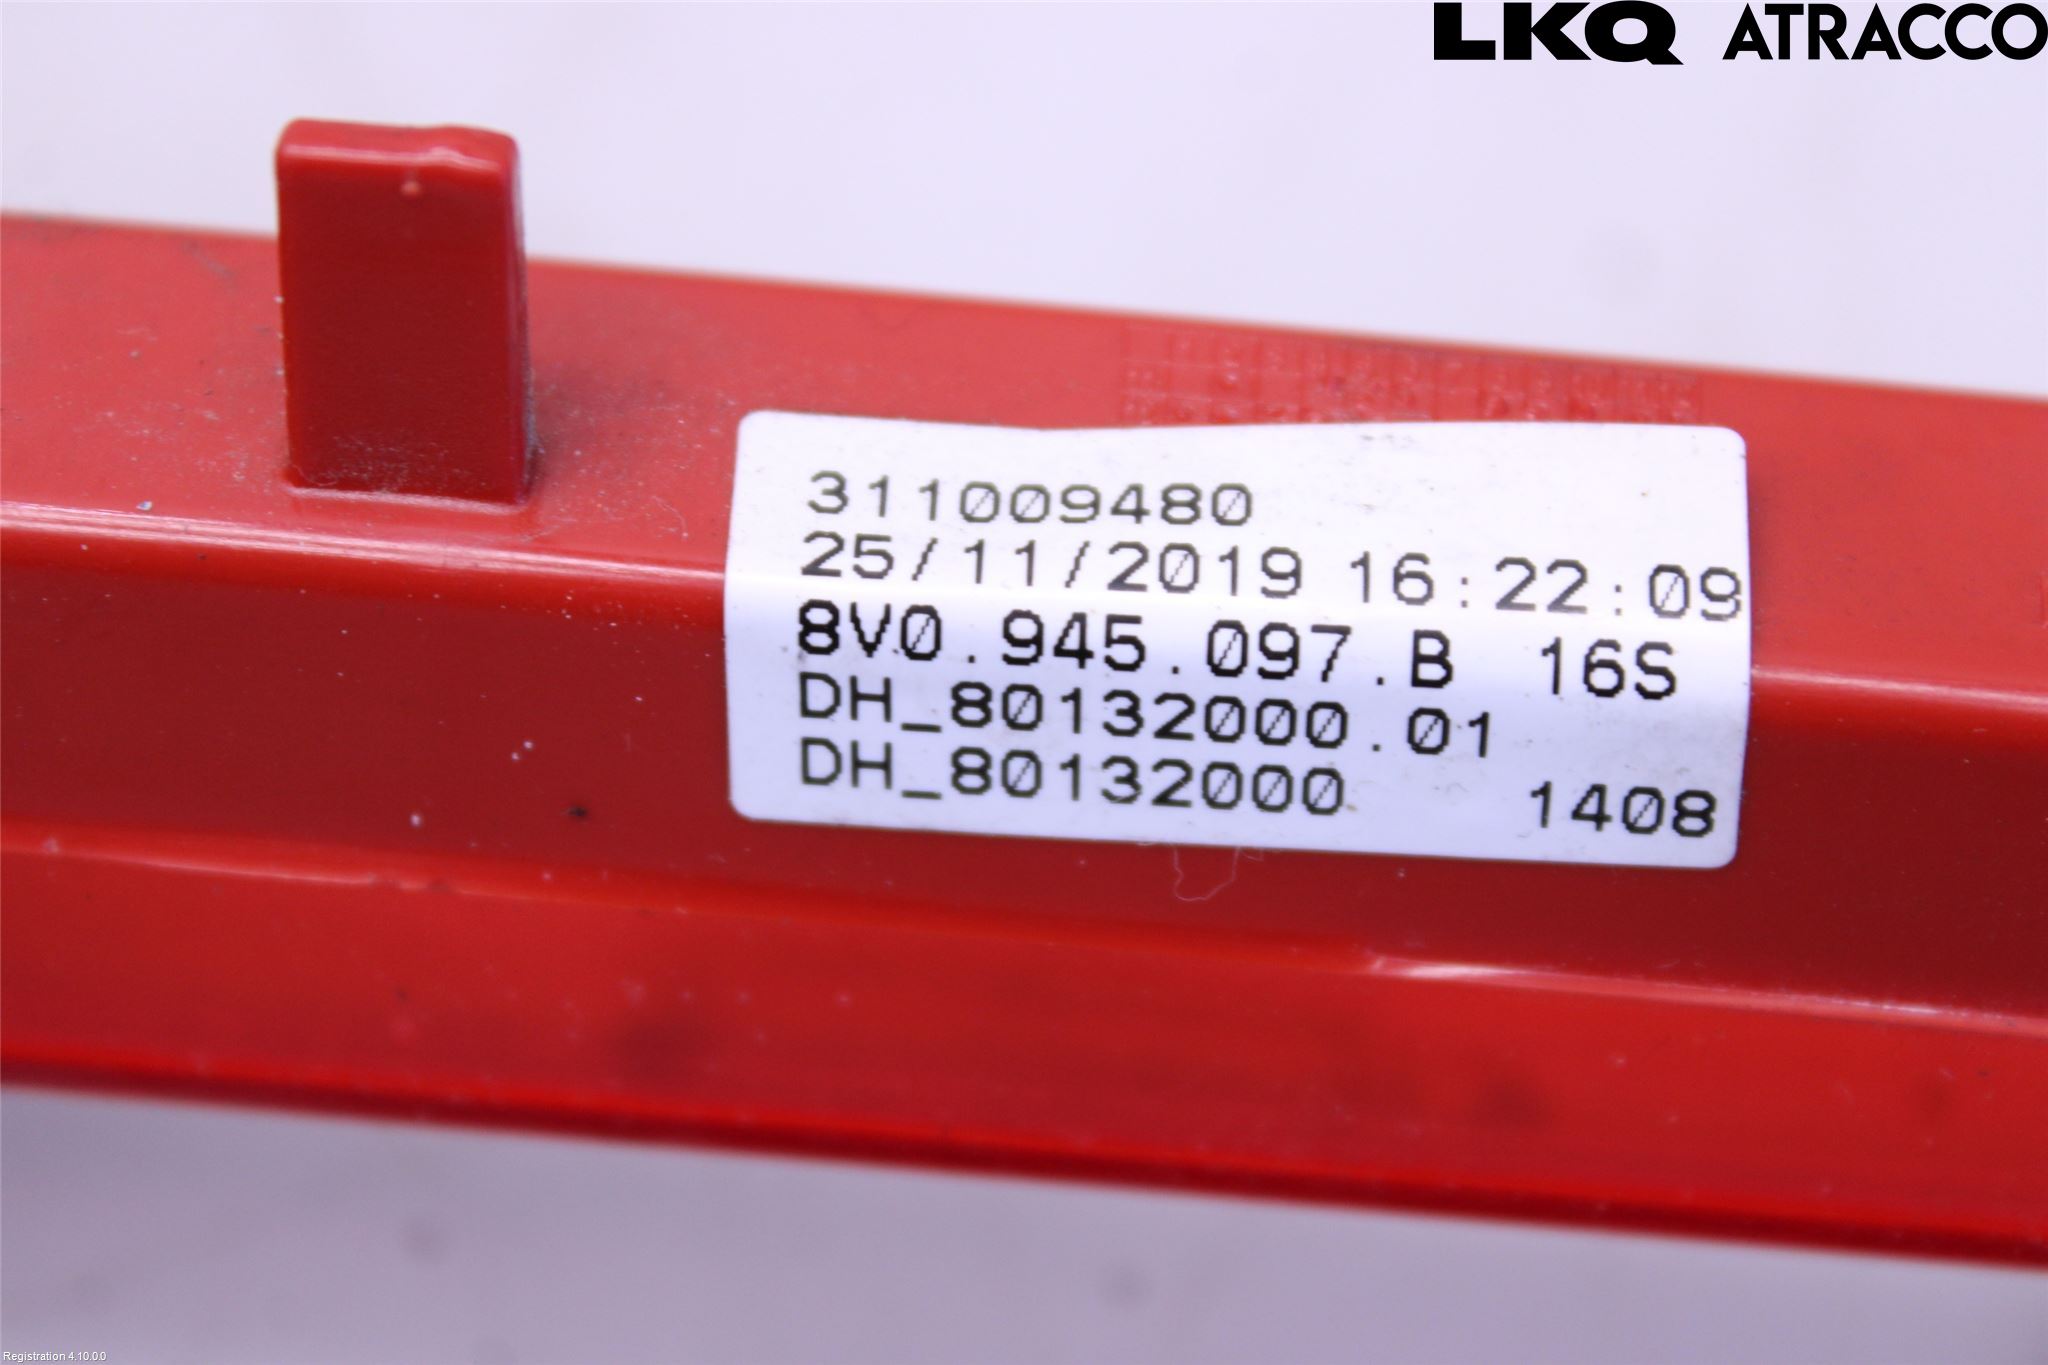 LKQ ATRACCO
311009480
25/11/2019 16:22:09
8V0.945.097.B 16S
DH_80132000.01
DH_80132000 1408
Registration 4.10.0.0